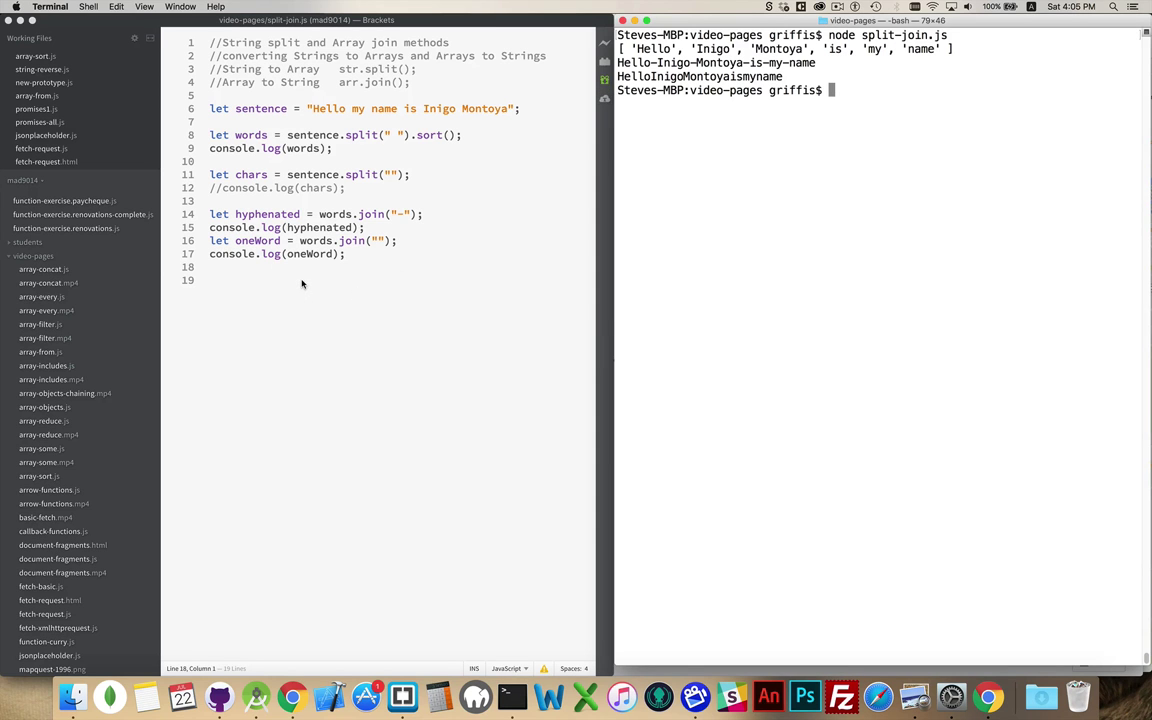 Terminal Shell Edit View Window Help
100% Sat 4:05 PM
video-pages/split-join.js (mad9014) — Brackets
Working Files
array-sort.js
string-reverse.js
new-prototype.js
array-from.js
promises1.js
promises-all.js
jsonplaceholder.js
fetch-request.js
fetch-request.html
mad9014
function-exercise.paycheque.js
function-exercise.renovations-complete.js
function-exercise.renovations.js
students
video-pages
array-concat.js
array-concat.mp4
array-every.js
array-every.mp4
array-filter.js
array-filter.mp4
array-from.js
array-includes.js
array-includes.mp4
array-objects-chaining.mp4
array-objects.js
array-reduce.js
array-reduce.mp4
array-some.js
array-some.mp4
array-sort.js
arrow-functions.js
arrow-functions.mp4
basic-fetch.mp4
callback-functions.js
document-fragments.html
document-fragments.js
document-fragments.mp4
fetch-basic.js
fetch-request.html
fetch-request.js
fetch-xmlhttprequest.js
function-curry.js
jsonplaceholder.js
mapquest-1996.png
1 //String split and Array join methods
2 //converting Strings to Arrays and Arrays to Strings
3 //String to Array str.split();
4 //Array to String arr.join();
5
6 let sentence = "Hello my name is Inigo Montoya";
7
8 let words = sentence.split(" ").sort();
9 console.log(words);
10
11 let chars = sentence.split("");
12 //console.log(chars);
13
14 let hyphenated = words.join("-");
15 console.log(hyphenated);
16 let oneWord = words.join("");
17 console.log(oneWord);
18
19
Line 18, Column 1 — 19 Lines
INS JavaScript Spaces: 4
video-pages — -bash — 79×46
Steves-MBP:video-pages griffis$ node split-join.js
[ 'Hello', 'Inigo', 'Montoya', 'is', 'my', 'name' ]
Hello-Inigo-Montoya-is-my-name
HelloInigoMontoyaismyname
Steves-MBP:video-pages griffis$